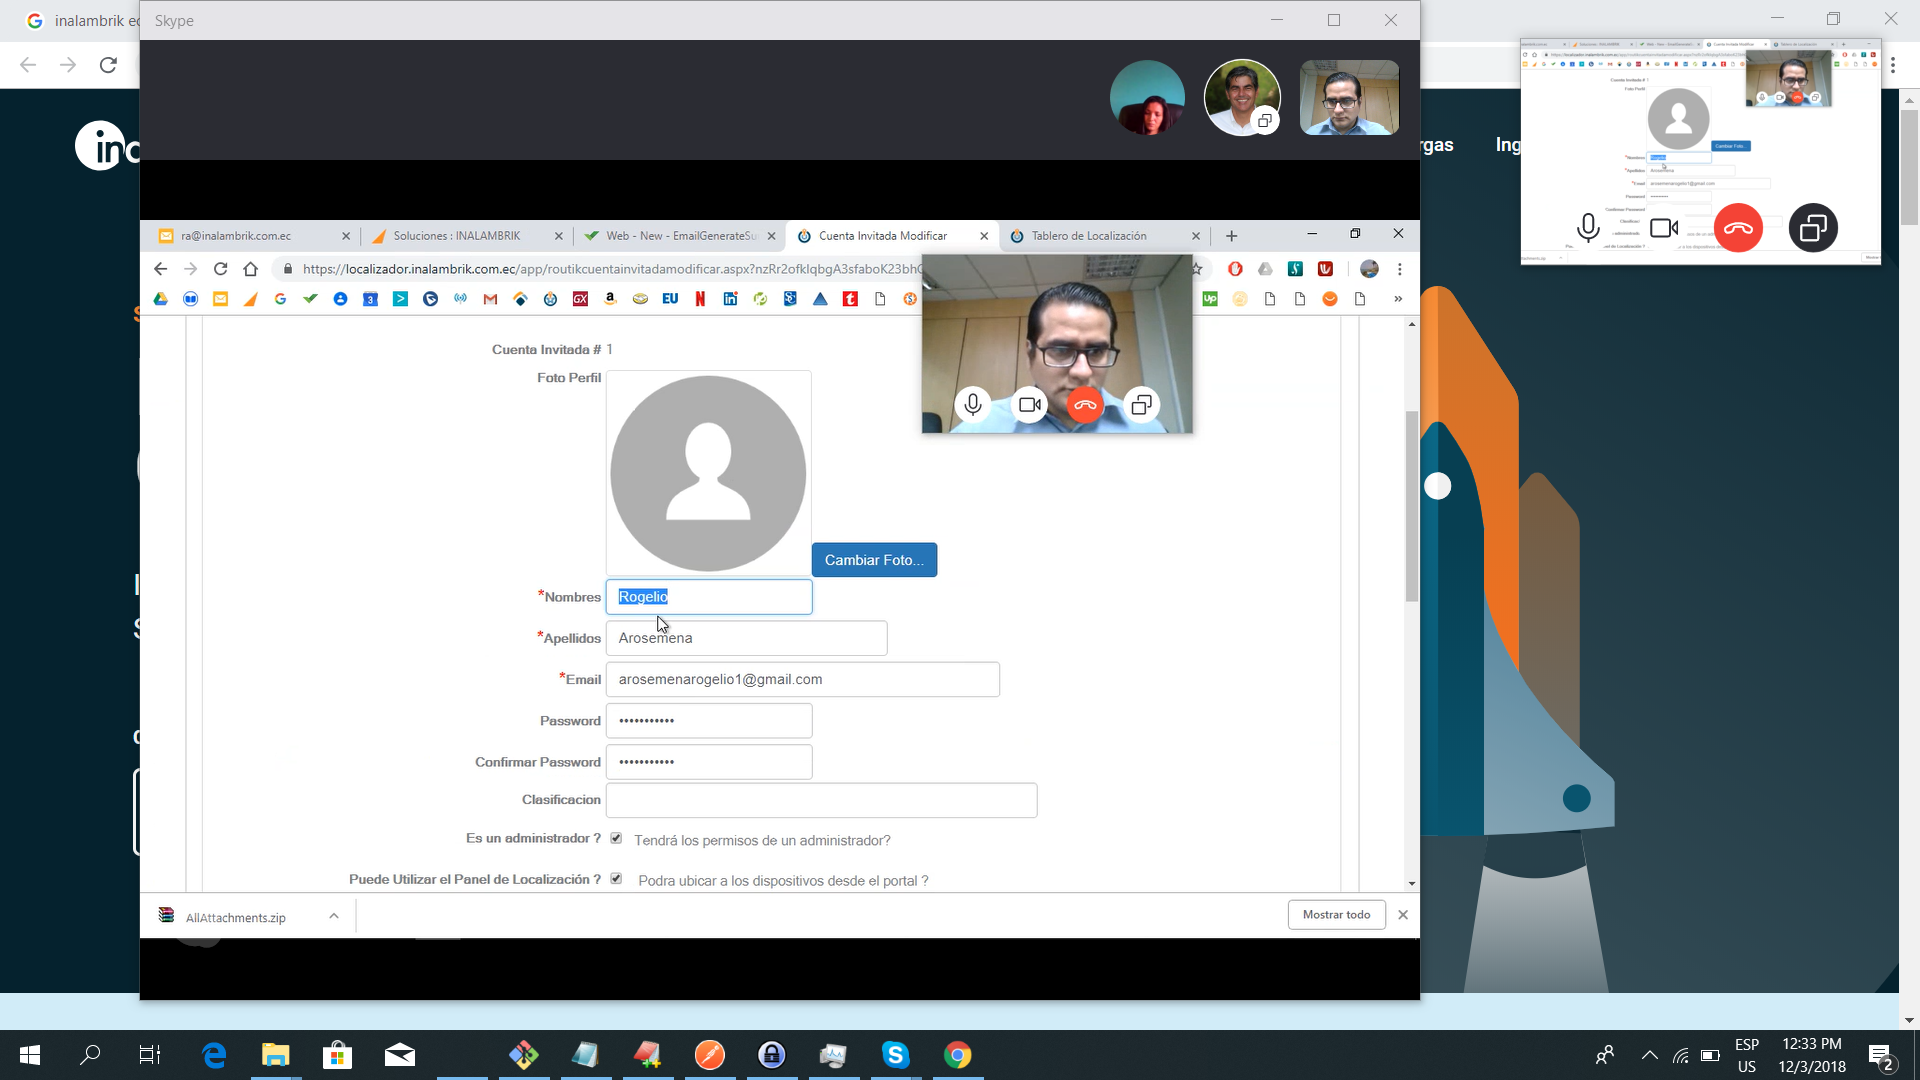 inalambrik ec
Skype
in
rgas
Ing
ra@inalambrik.com.ec
Soluciones : INALAMBRIK
Web - New - EmailGenerateSu
Cuenta Invitada Modificar
Tablero de Localización
https://localizador.inalambrik.com.ec/app/routikcuentainvitadamodificar.aspx?nzRr2ofklqbgA3sfaboK23bhC
Cuenta Invitada # 1
Foto Perfil
Cambiar Foto...
*Nombres Rogelio
*Apellidos Arosemena
*Email arosemenarogelio1@gmail.com
Password •••••••••••
Confirmar Password •••••••••••
Clasificacion
Es un administrador ? Tendrá los permisos de un administrador?
Puede Utilizar el Panel de Localización ? Podra ubicar a los dispositivos desde el portal ?
AllAttachments.zip
Mostrar todo
ESP
US
12:33 PM
12/3/2018
2